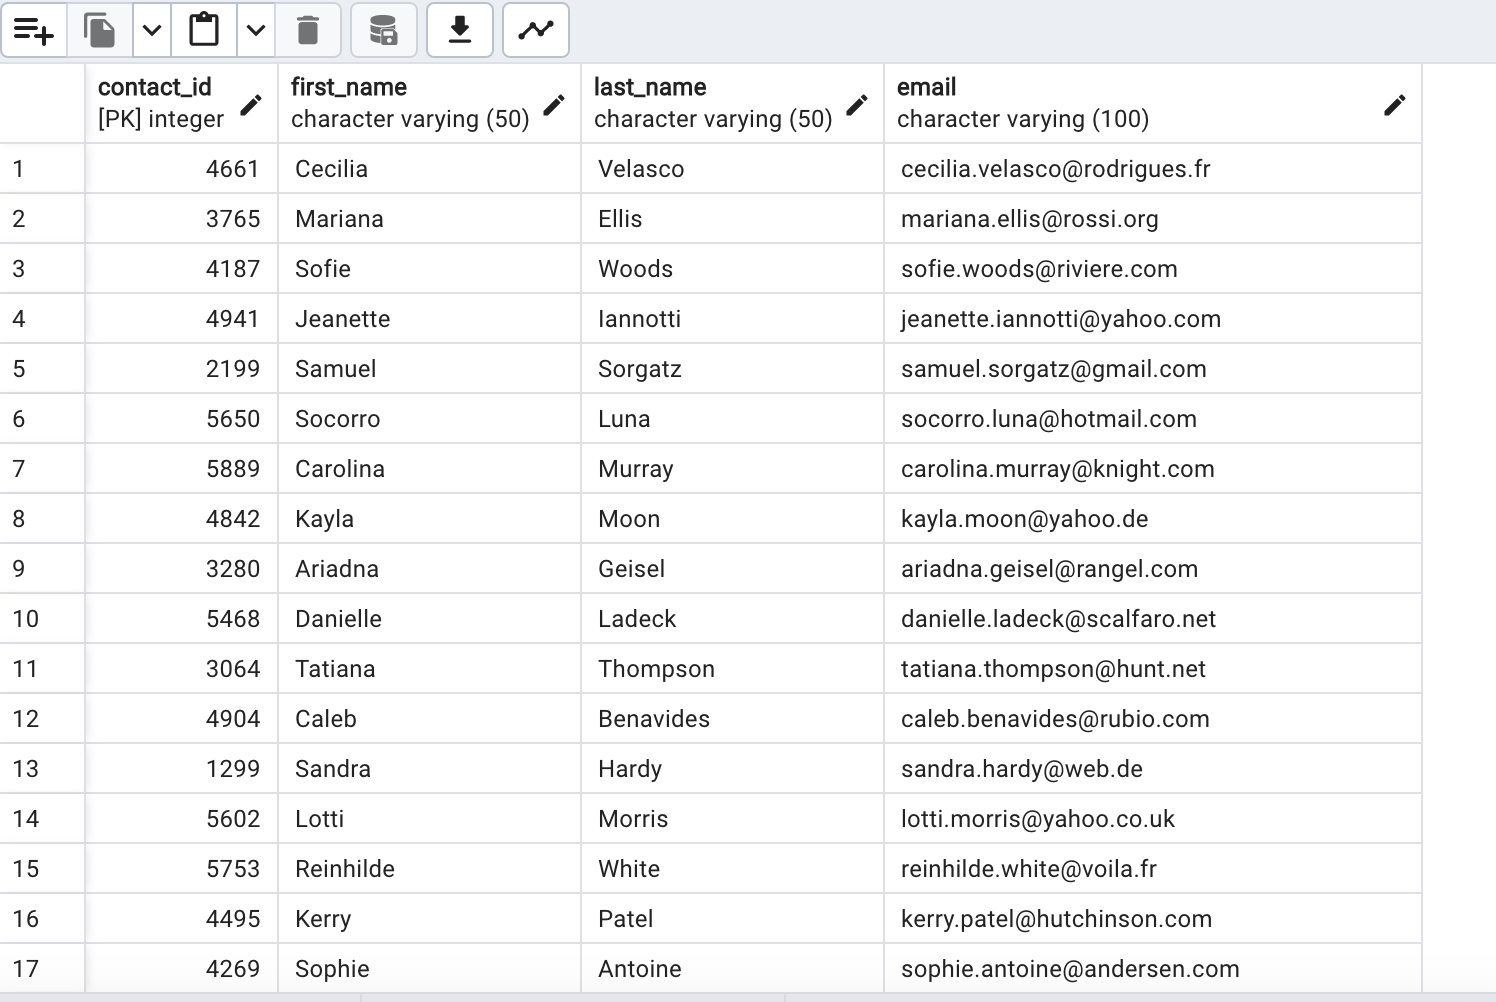 contact_id first_name last_name email
[PK] integer character varying (50) character varying (50) character varying (100)
1 4661 Cecilia Velasco cecilia.velasco@rodrigues.fr
2 3765 Mariana Ellis mariana.ellis@rossi.org
3 4187 Sofie Woods sofie.woods@riviere.com
4 4941 Jeanette Iannotti jeanette.iannotti@yahoo.com
5 2199 Samuel Sorgatz samuel.sorgatz@gmail.com
6 5650 Socorro Luna socorro.luna@hotmail.com
7 5889 Carolina Murray carolina.murray@knight.com
8 4842 Kayla Moon kayla.moon@yahoo.de
9 3280 Ariadna Geisel ariadna.geisel@rangel.com
10 5468 Danielle Ladeck danielle.ladeck@scalfaro.net
11 3064 Tatiana Thompson tatiana.thompson@hunt.net
12 4904 Caleb Benavides caleb.benavides@rubio.com
13 1299 Sandra Hardy sandra.hardy@web.de
14 5602 Lotti Morris lotti.morris@yahoo.co.uk
15 5753 Reinhilde White reinhilde.white@voila.fr
16 4495 Kerry Patel kerry.patel@hutchinson.com
17 4269 Sophie Antoine sophie.antoine@andersen.com